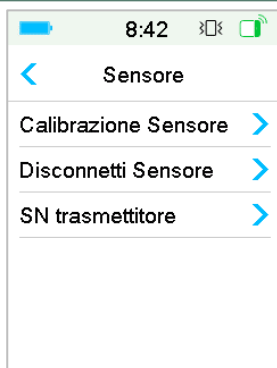 8:42
Sensore
Calibrazione Sensore
Disconnetti Sensore
SN trasmettitore